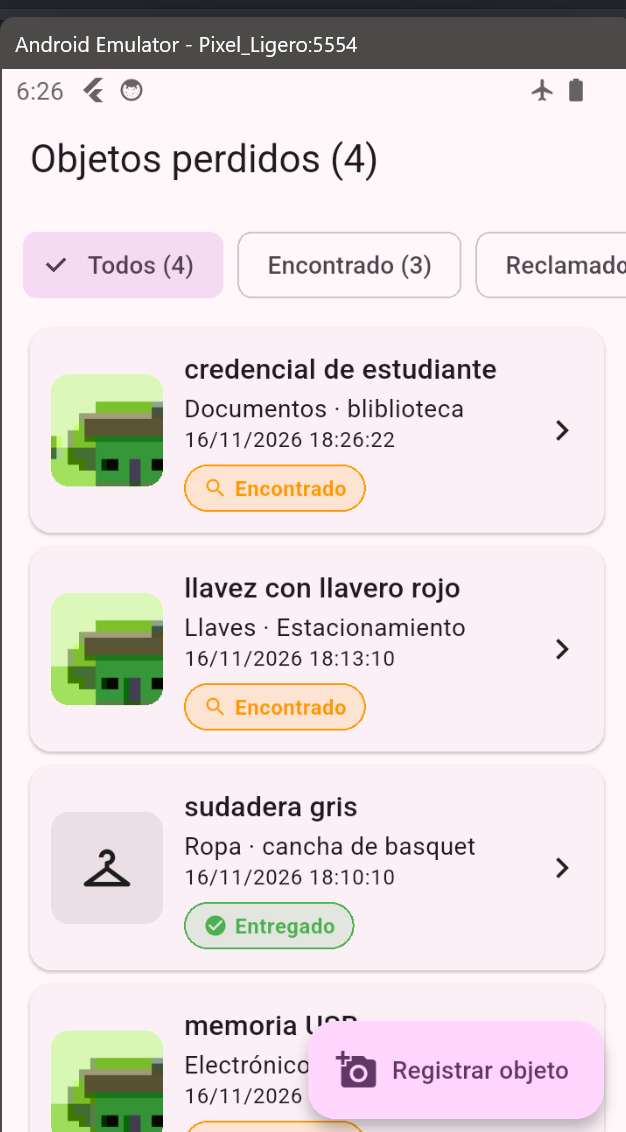 Android Emulator - Pixel_Ligero:5554
6:26
Objetos perdidos (4)
Todos (4)
Encontrado (3)
Reclamado
credencial de estudiante
Documentos · bliblioteca
16/11/2026 18:26:22
Encontrado
llavez con llavero rojo
Llaves · Estacionamiento
16/11/2026 18:13:10
Encontrado
sudadera gris
Ropa · cancha de basquet
16/11/2026 18:10:10
Entregado
memoria USB
Electrónico
16/11/2026
Registrar objeto